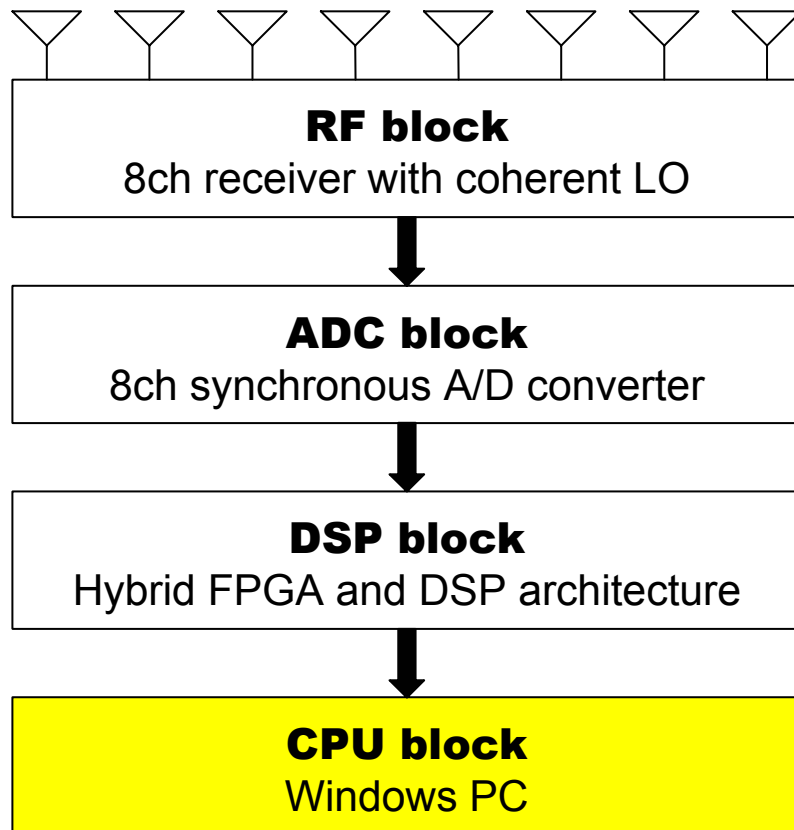 RF block
8ch receiver with coherent LO
ADC block
8ch synchronous A/D converter
DSP block
Hybrid FPGA and DSP architecture
CPU block
Windows PC